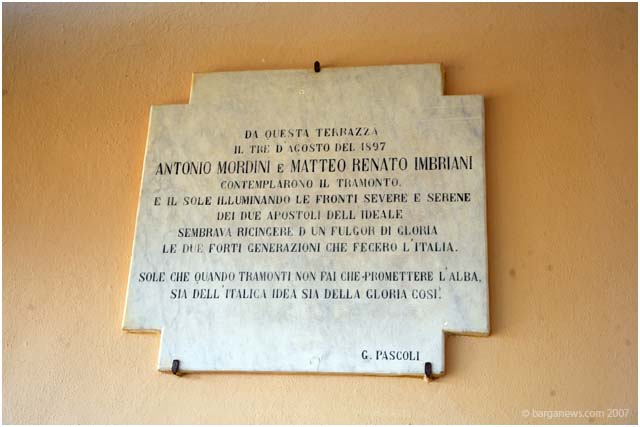 DA QUESTA TERRAZZA
IL TRE D'AGOSTO DEL 1897
ANTONIO MORDINI E MATTEO RENATO IMBRIANI
CONTEMPLARONO IL TRAMONTO.
E IL SOLE ILLUMINANDO LE FRONTI SEVERE E SERENE
DEI DUE APOSTOLI DELL'IDEALE
SEMBRAVA RICINGERE D'UN FULGOR DI GLORIA
LE DUE FORTI GENERAZIONI CHE FECERO L'ITALIA.
SOLE CHE QUANDO TRAMONTI NON FAI CHE PROMETTERE L'ALBA,
SIA DELL'ITALICA IDEA SIA DELLA GLORIA COSI'.
G. PASCOLI
© barganews.com 2007